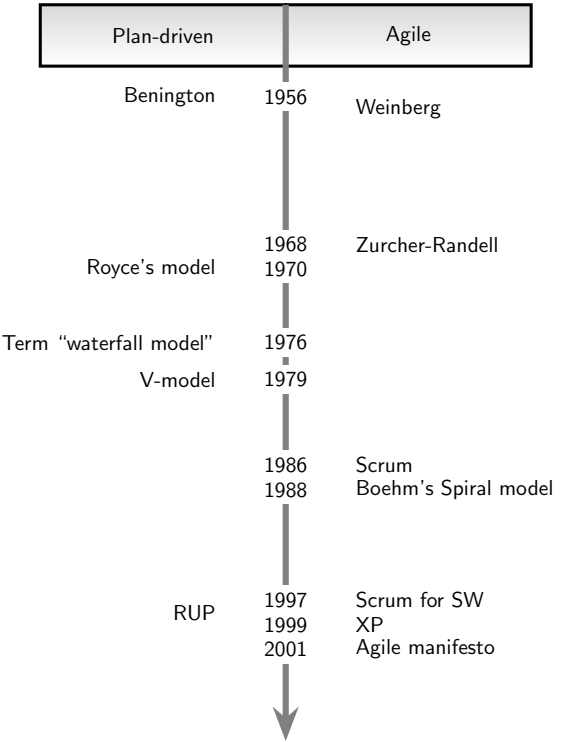 Plan-driven Agile
Benington 1956 Weinberg
1968 Zurcher-Randell
Royce's model 1970
Term “waterfall model” 1976
V-model 1979
1986 Scrum
1988 Boehm's Spiral model
1997 Scrum for SW
RUP
1999 XP
2001 Agile manifesto